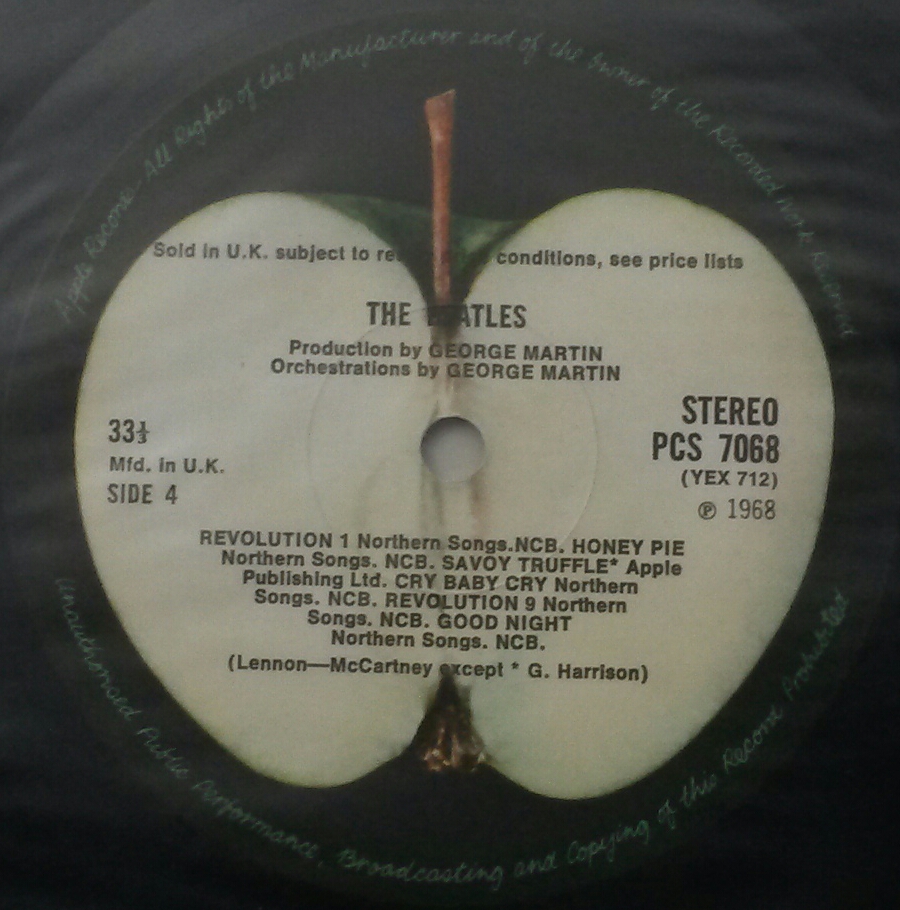 Apple Records All Rights of the Manufacturer and of the Owner of the Recorded Work Reserved
Sold in U.K. subject to conditions, see price lists
THE BEATLES
Production by GEORGE MARTIN
Orchestrations by GEORGE MARTIN
33⅓
Mfd. in U.K.
SIDE 4
STEREO
PCS 7068
(YEX 712)
℗ 1968
REVOLUTION 1 Northern Songs.NCB. HONEY PIE
Northern Songs. NCB. SAVOY TRUFFLE* Apple
Publishing Ltd. CRY BABY CRY Northern
Songs. NCB. REVOLUTION 9 Northern
Songs. NCB. GOOD NIGHT
Northern Songs. NCB.
(Lennon—McCartney except * G. Harrison)
Unauthorised Public Performance, Broadcasting and Copying of this Record Prohibited